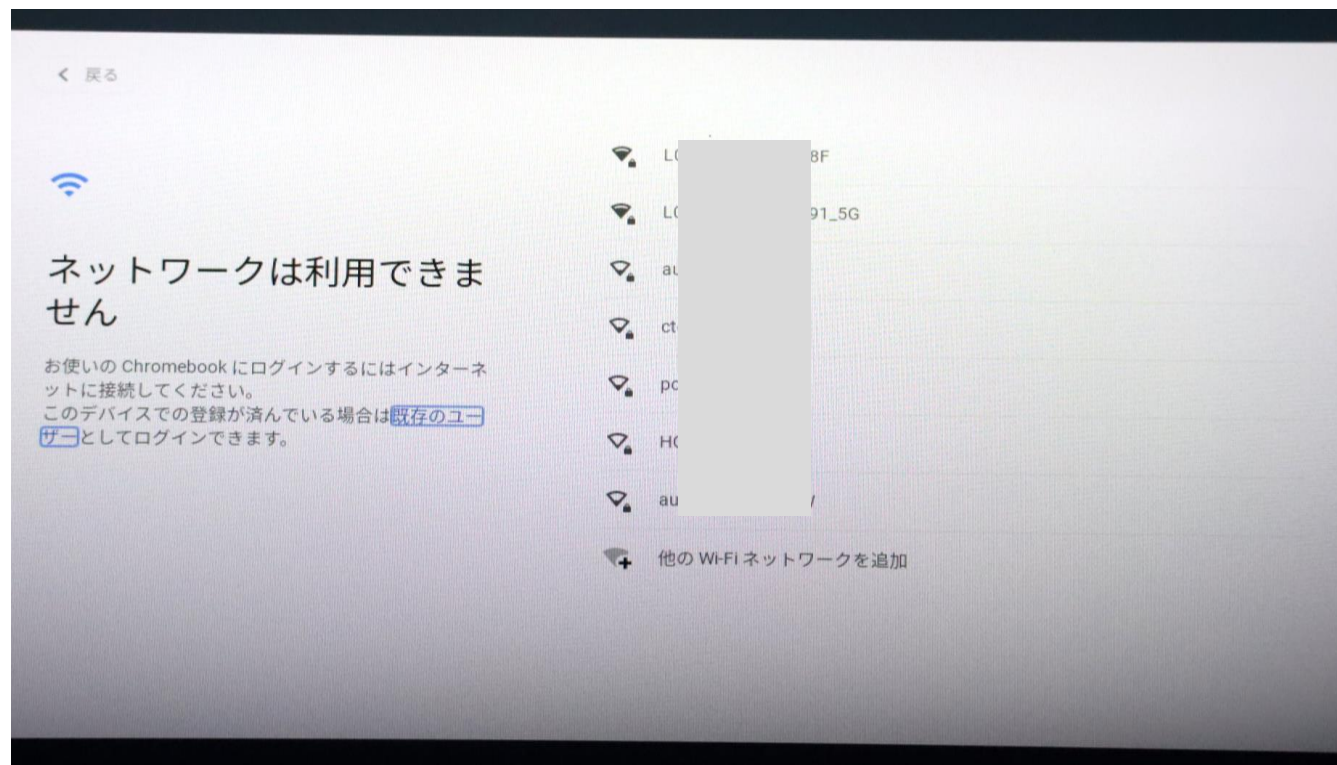 戻る
ネットワークは利用できま
せん
お使いの Chromebook にログインするにはインターネ
ットに接続してください。
このデバイスでの登録が済んでいる場合は既存のユー
ザーとしてログインできます。
8F
91_5G
au
ct
po
au
他の Wi-Fi ネットワークを追加